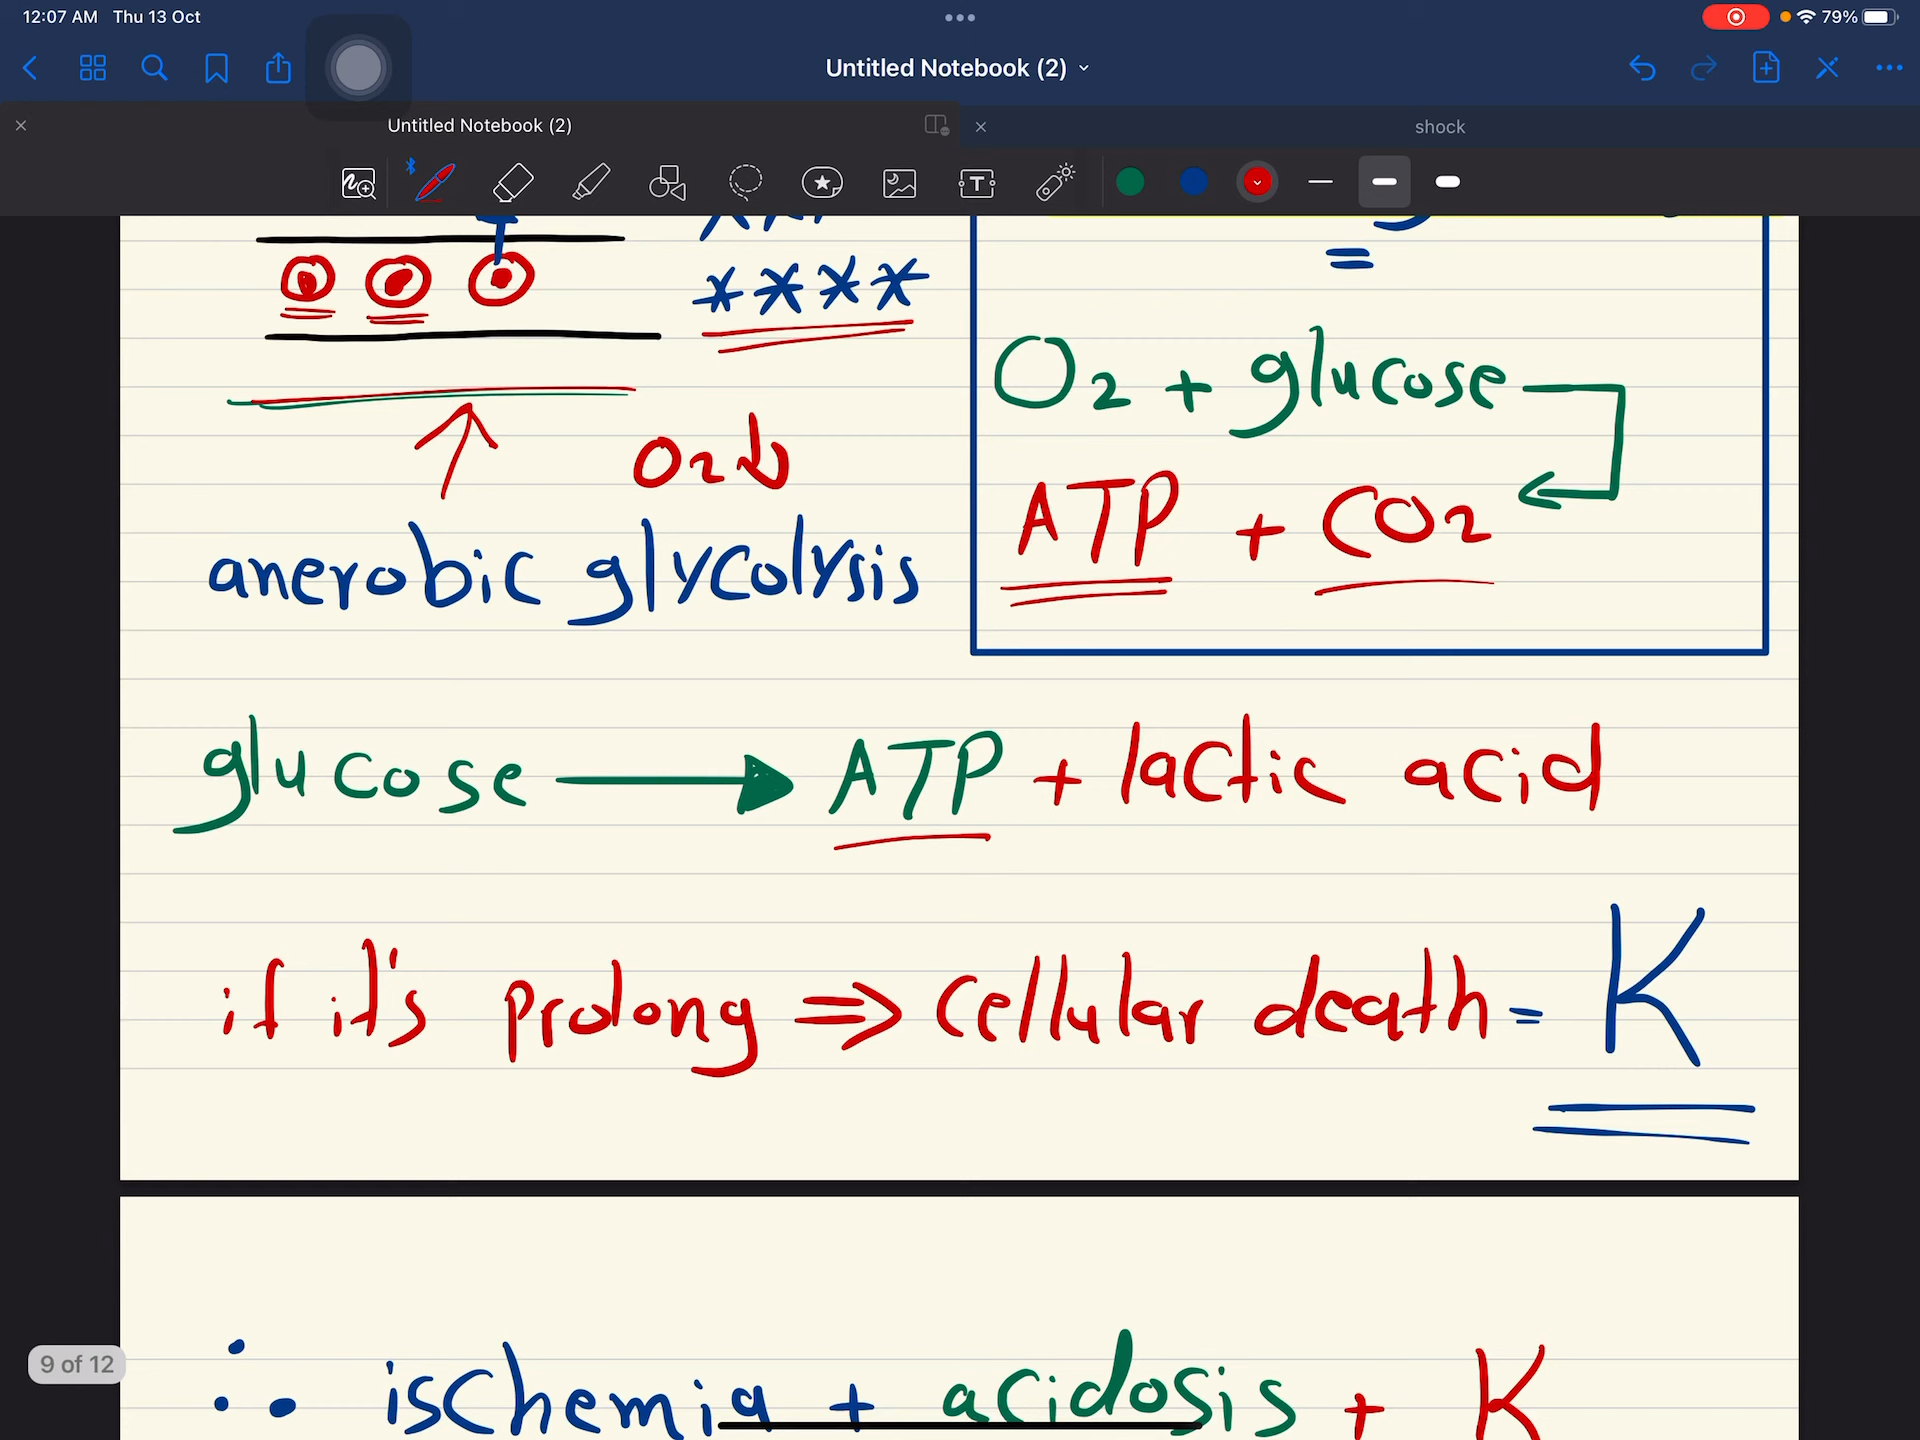 12:07 AM Thu 13 Oct
79%
Untitled Notebook (2)
Untitled Notebook (2)
shock
****
=
O2 + glucose
O2 ↓
ATP + CO2
anerobic glycolysis
glucose → ATP + lactic acid
if it's prolong ⇒ cellular death = K
9 of 12
∴ ischemia + acidosis + K